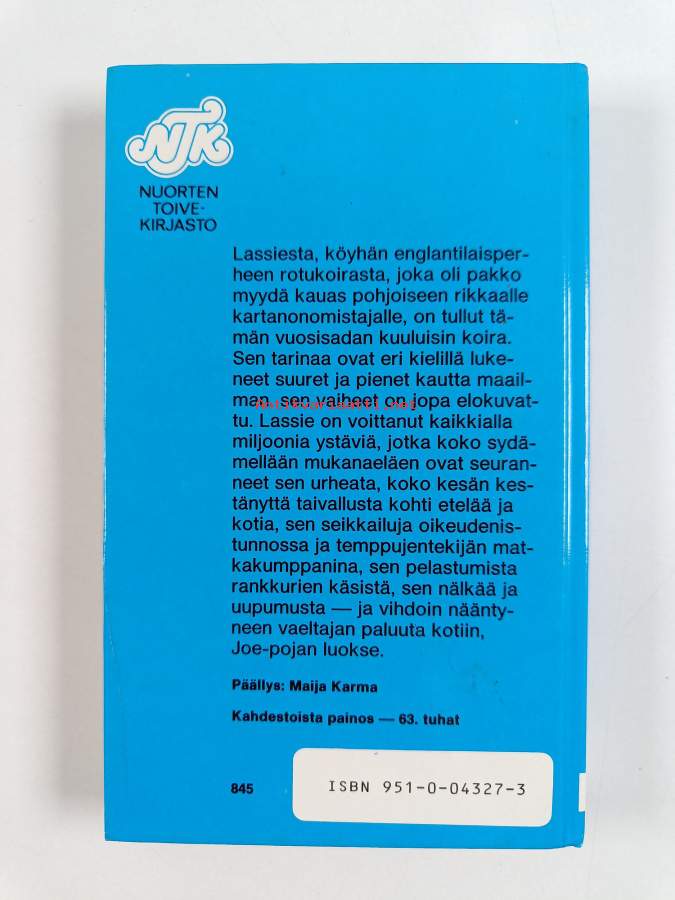 NTK
NUORTEN
TOIVE-
KIRJASTO
Lassiesta, köyhän englantilaisper-
heen rotukoirasta, joka oli pakko
myydä kauas pohjoiseen rikkaalle
kartanonomistajalle, on tullut tä-
män vuosisadan kuuluisin koira.
Sen tarinaa ovat eri kielillä luke-
neet suuret ja pienet kautta maail-
man, sen vaiheet on jopa elokuvat-
tu. Lassie on voittanut kaikkialla
miljoonia ystäviä, jotka koko sydä-
mellään mukanaeläen ovat seuran-
neet sen urheata, koko kesän kes-
tänyttä taivallusta kohti etelää ja
kotia, sen seikkailuja oikeudenis-
tunnossa ja temppujentekijän mat-
kakumppanina, sen pelastumista
rankkurien käsistä, sen nälkää ja
uupumusta — ja vihdoin nääntyneen
neen vaeltajan paluuta kotiin,
Joe-pojan luokse.
Päällys: Maija Karma
Kahdestoista painos — 63. tuhat
845
ISBN 951-0-04327-3